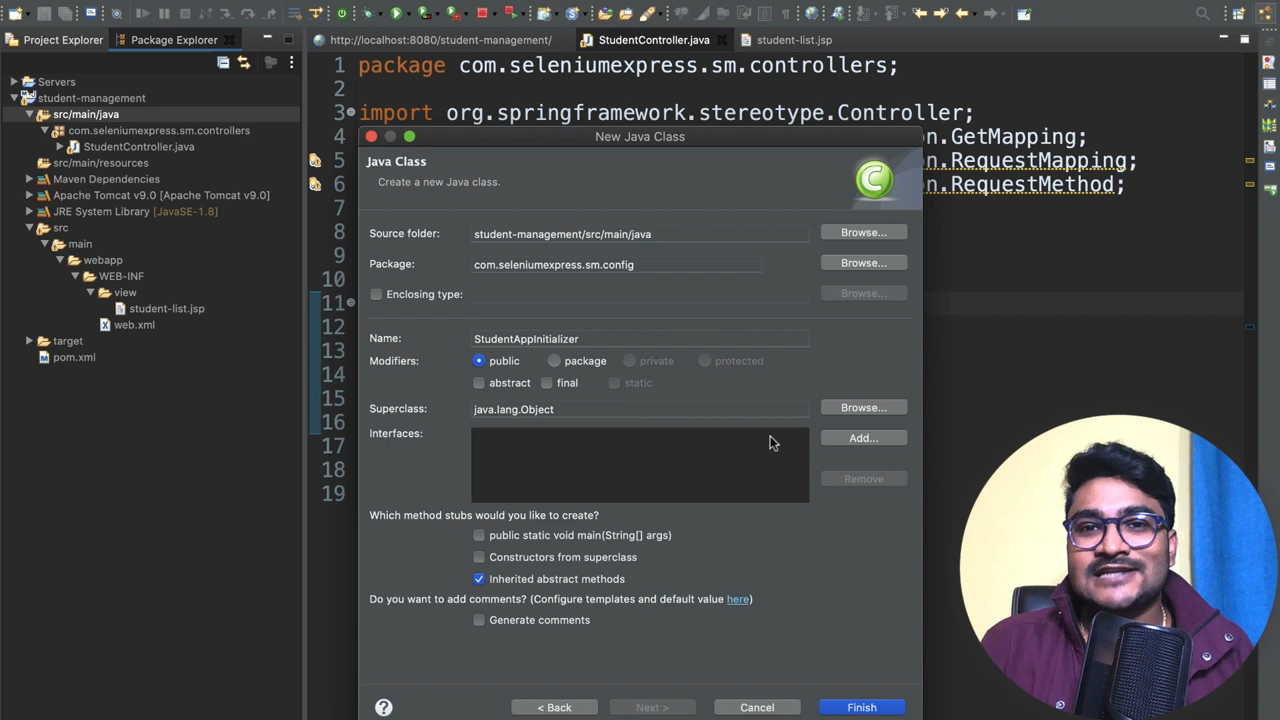 Project Explorer
Package Explorer
http://localhost:8080/student-management/
StudentController.java
student-list.jsp
Servers
student-management
src/main/java
com.seleniumexpress.sm.controllers
StudentController.java
src/main/resources
Maven Dependencies
Apache Tomcat v9.0 [Apache Tomcat v9.0]
JRE System Library [JavaSE-1.8]
src
main
webapp
WEB-INF
view
student-list.jsp
web.xml
target
pom.xml
1 package com.seleniumexpress.sm.controllers;
2
3 import org.springframework.stereotype.Controller;
4 on.GetMapping;
5 on.RequestMapping;
6 on.RequestMethod;
7
8
9
10
11
12
13
14
15
16
17
18
19
New Java Class
Java Class
Create a new Java class.
C
Source folder: student-management/src/main/java Browse...
Package: com.seleniumexpress.sm.config Browse...
Enclosing type: Browse...
Name: StudentAppInitializer
Modifiers: public package private protected
abstract final static
Superclass: java.lang.Object Browse...
Interfaces: Add...
Remove
Which method stubs would you like to create?
public static void main(String[] args)
Constructors from superclass
Inherited abstract methods
Do you want to add comments? (Configure templates and default value here)
Generate comments
? < Back Next > Cancel Finish